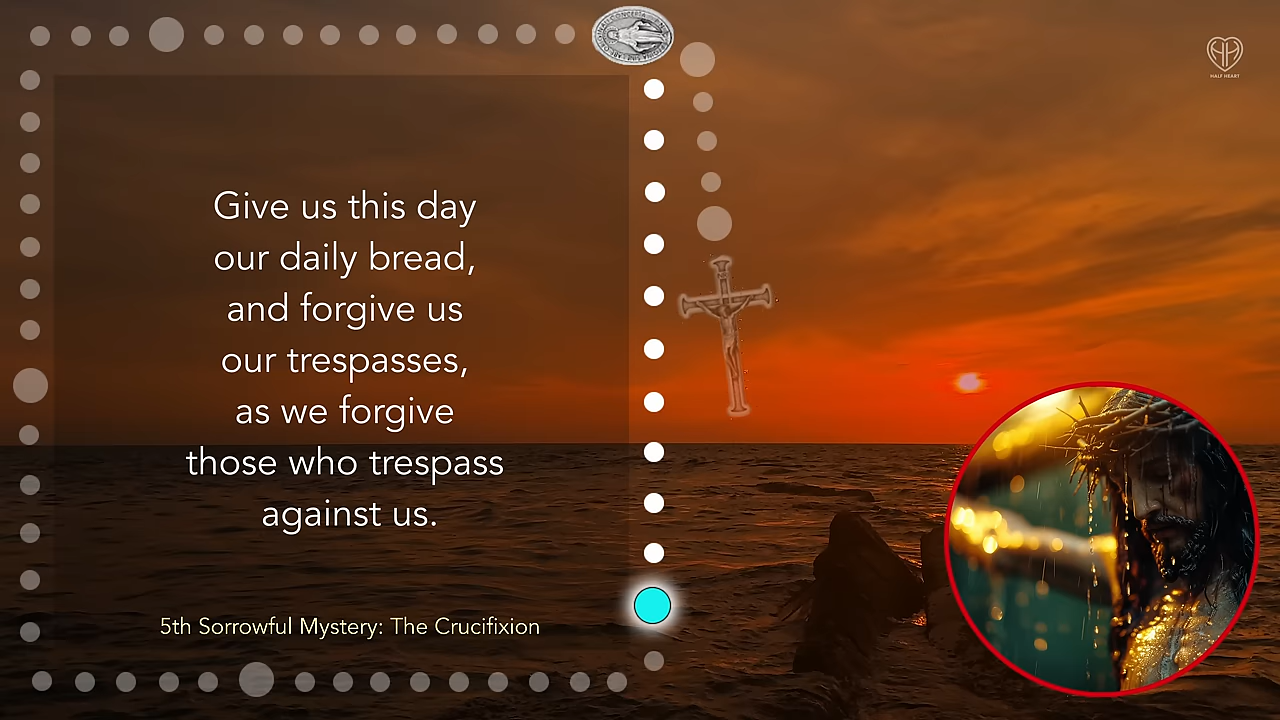 Give us this day
our daily bread,
and forgive us
our trespasses,
as we forgive
those who trespass
against us.
5th Sorrowful Mystery: The Crucifixion
HALF HEART